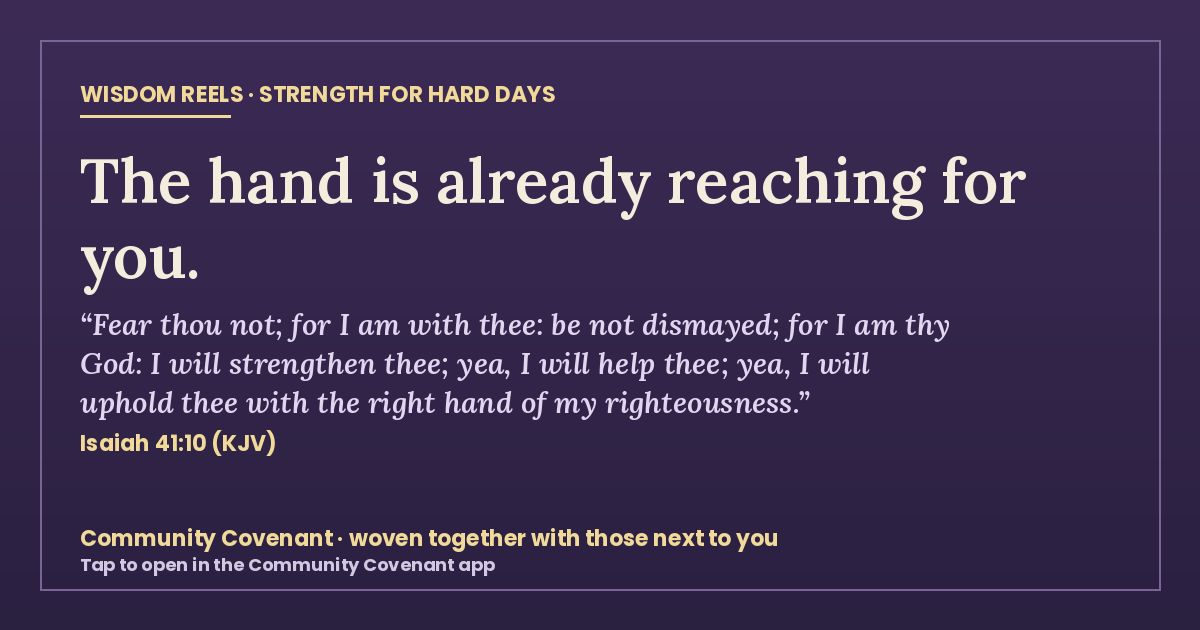 WISDOM REELS · STRENGTH FOR HARD DAYS
The hand is already reaching for
you.
“Fear thou not; for I am with thee: be not dismayed; for I am thy
God: I will strengthen thee; yea, I will help thee; yea, I will
uphold thee with the right hand of my righteousness.”
Isaiah 41:10 (KJV)
Community Covenant · woven together with those next to you
Tap to open in the Community Covenant app